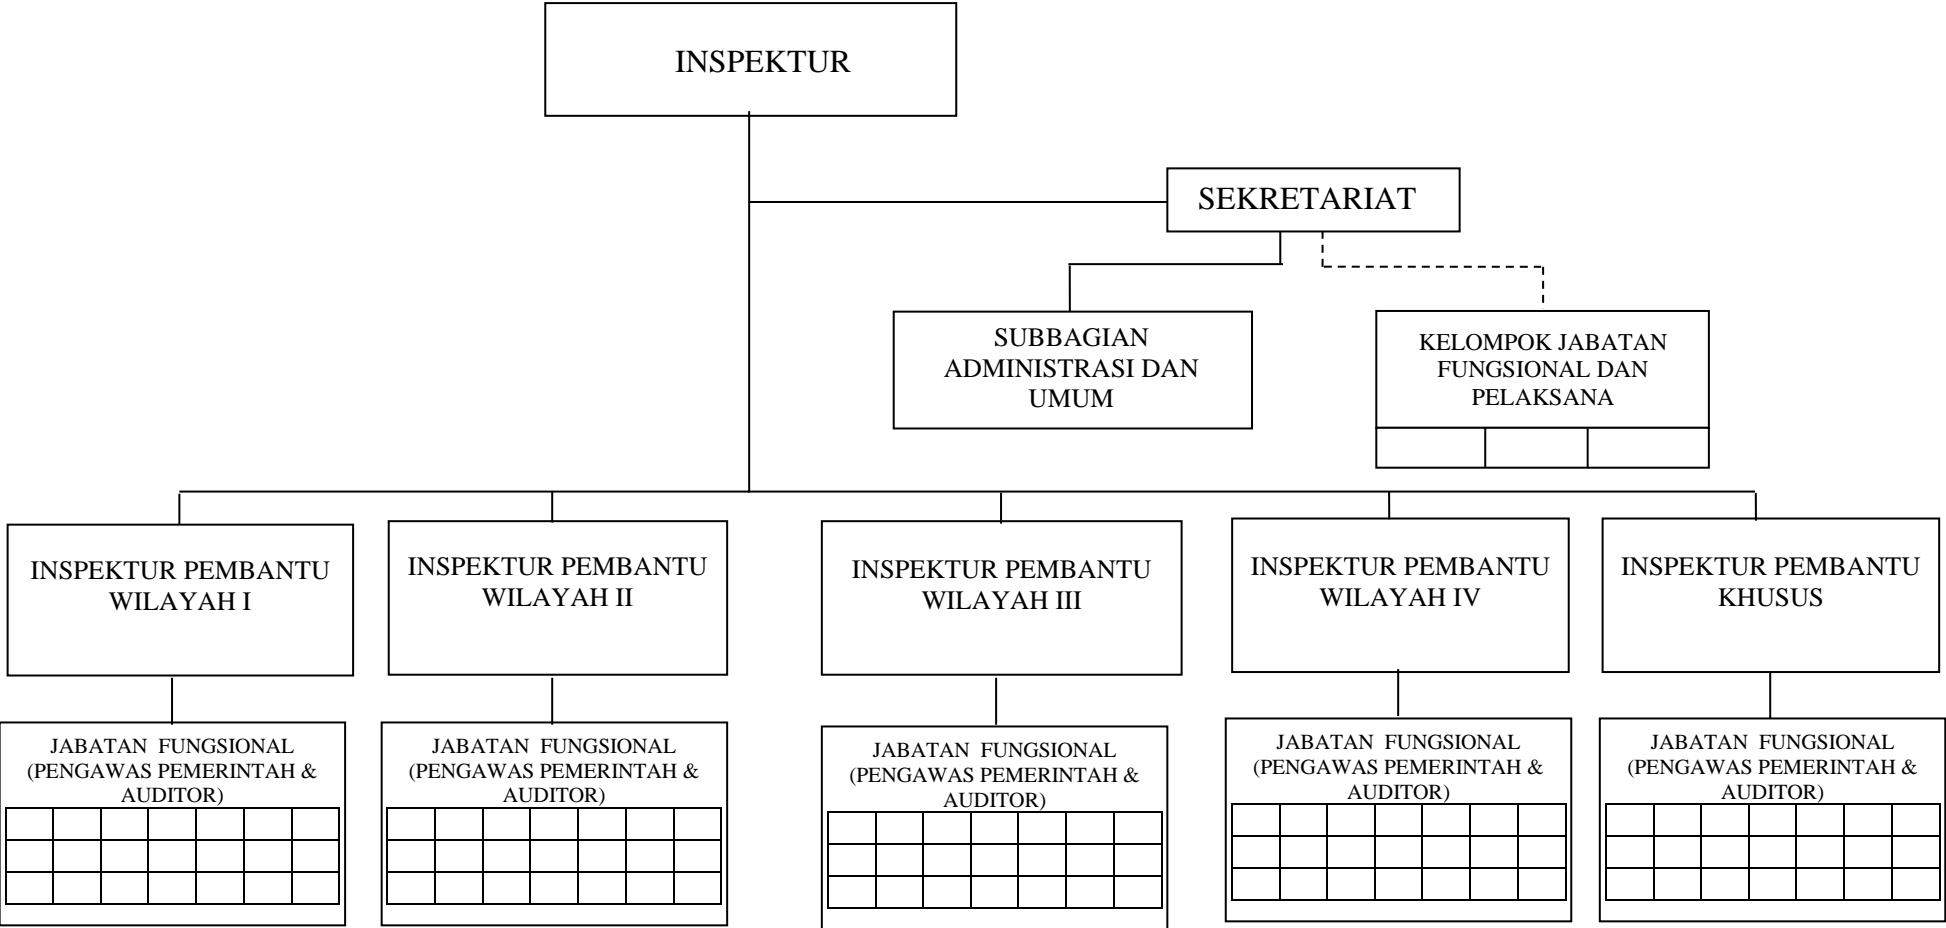 INSPEKTUR
SEKRETARIAT
SUBBAGIAN
ADMINISTRASI DAN
UMUM
KELOMPOK JABATAN
FUNGSIONAL DAN
PELAKSANA
INSPEKTUR PEMBANTU
WILAYAH I
INSPEKTUR PEMBANTU
WILAYAH II
INSPEKTUR PEMBANTU
WILAYAH III
INSPEKTUR PEMBANTU
WILAYAH IV
INSPEKTUR PEMBANTU
KHUSUS
JABATAN  FUNGSIONAL
(PENGAWAS PEMERINTAH &
AUDITOR)
JABATAN  FUNGSIONAL
(PENGAWAS PEMERINTAH &
AUDITOR)
JABATAN  FUNGSIONAL
(PENGAWAS PEMERINTAH &
AUDITOR)
JABATAN  FUNGSIONAL
(PENGAWAS PEMERINTAH &
AUDITOR)
JABATAN  FUNGSIONAL
(PENGAWAS PEMERINTAH &
AUDITOR)